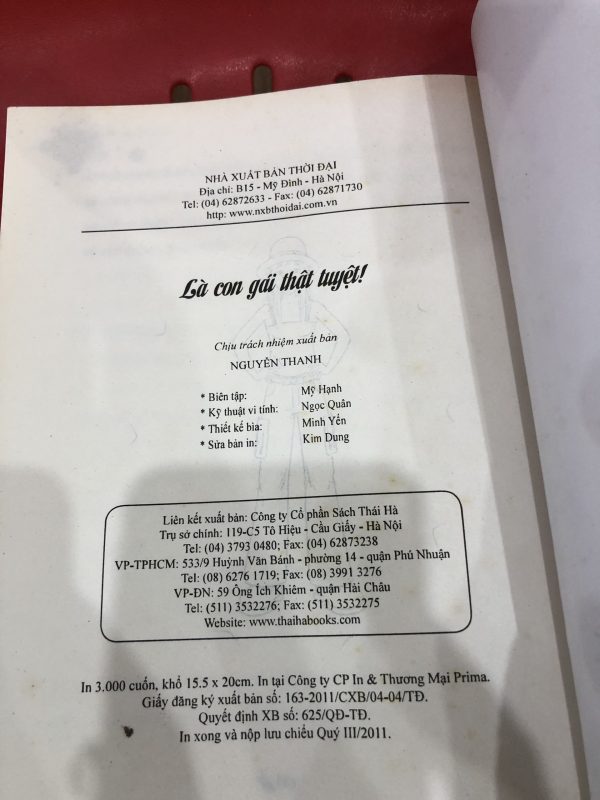 NHÀ XUẤT BẢN THỜI ĐẠI
Địa chỉ: B15 - Mỹ Đình - Hà Nội
Tel: (04) 62872633 - Fax: (04) 62871730
http: www.nxbthoidai.com.vn
Là con gái thật tuyệt!
Chịu trách nhiệm xuất bản
NGUYỄN THANH
* Biên tập: Mỹ Hạnh
* Kỹ thuật vi tính: Ngọc Quân
* Thiết kế bìa: Minh Yến
* Sửa bản in: Kim Dung
Liên kết xuất bản: Công ty Cổ phần Sách Thái Hà
Trụ sở chính: 119-C5 Tô Hiệu - Cầu Giấy - Hà Nội
Tel: (04) 3793 0480; Fax: (04) 62873238
VP-TPHCM: 533/9 Huỳnh Văn Bánh - phường 14 - quận Phú Nhuận
Tel: (08) 6276 1719; Fax: (08) 3991 3276
VP-ĐN: 59 Ông Ích Khiêm - quận Hải Châu
Tel: (511) 3532276; Fax: (511) 3532275
Website: www.thaihabooks.com
In 3.000 cuốn, khổ 15.5 x 20cm. In tại Công ty CP In & Thương Mại Prima.
Giấy đăng ký xuất bản số: 163-2011/CXB/04-04/TĐ.
Quyết định XB số: 625/QĐ-TĐ.
In xong và nộp lưu chiểu Quý III/2011.